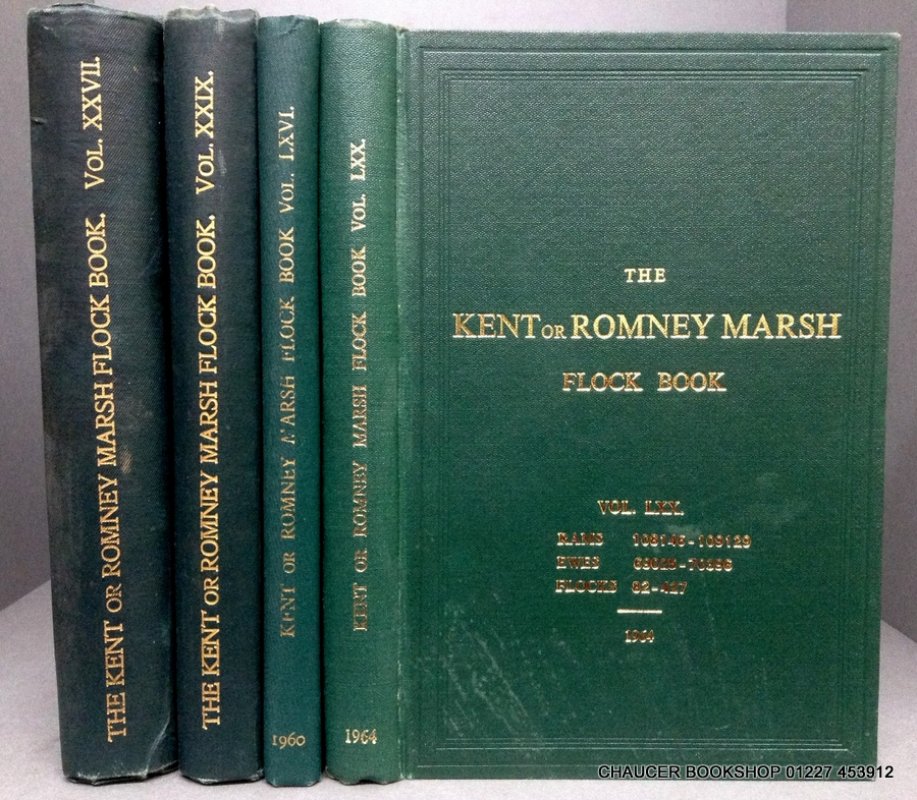 THE KENT OR ROMNEY MARSH FLOCK BOOK. VOL. XXVII.
THE KENT OR ROMNEY MARSH FLOCK BOOK. VOL. XXIX.
KENT OR ROMNEY MARSH FLOCK BOOK VOL. LXVI.
1960
KENT OR ROMNEY MARSH FLOCK BOOK VOL. LXX.
1964
THE
KENT OR ROMNEY MARSH
FLOCK BOOK
VOL. LXX.
RAMS
EWES
FLOCKS 82-427
1964
CHAUCER BOOKSHOP 01227 453912